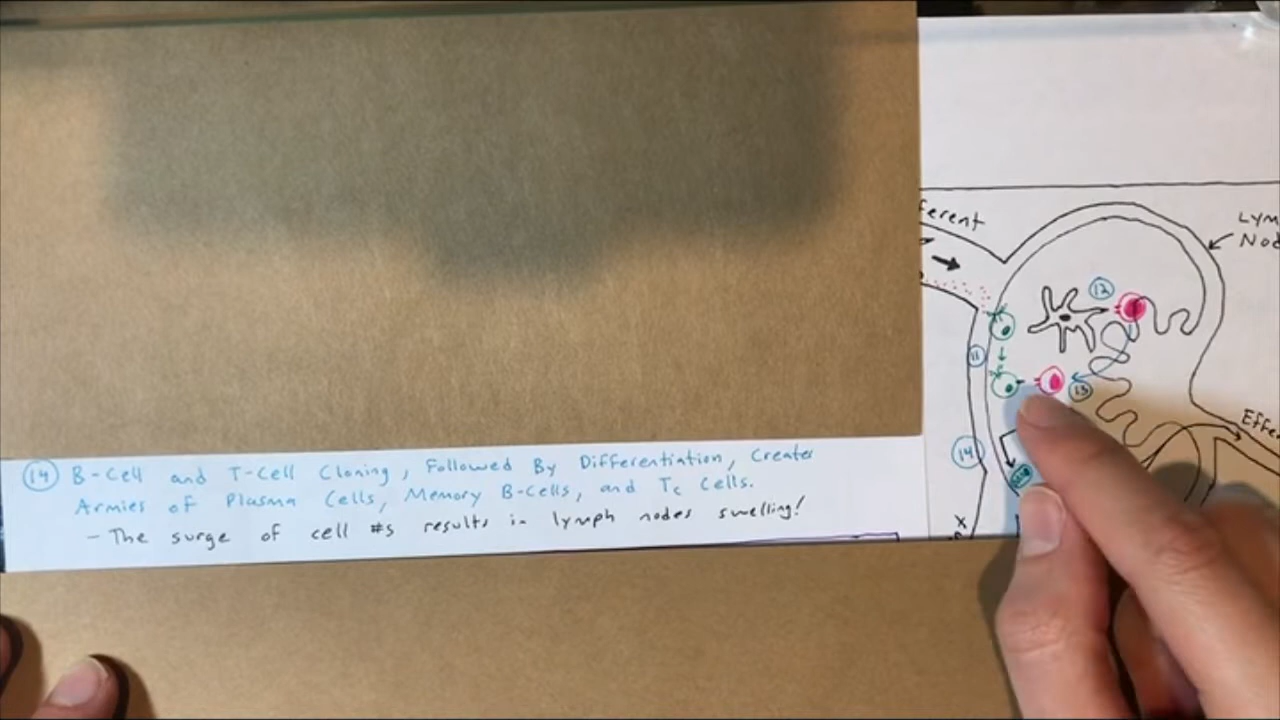 14 B-Cell and T-Cell Cloning, Followed By Differentiation, Creates
Armies of Plasma Cells, Memory B-Cells, and Tc Cells.
- The surge of cell #s results in lymph nodes swelling!
ferent
Lym
Nod
12
11
13
14
Effe
x